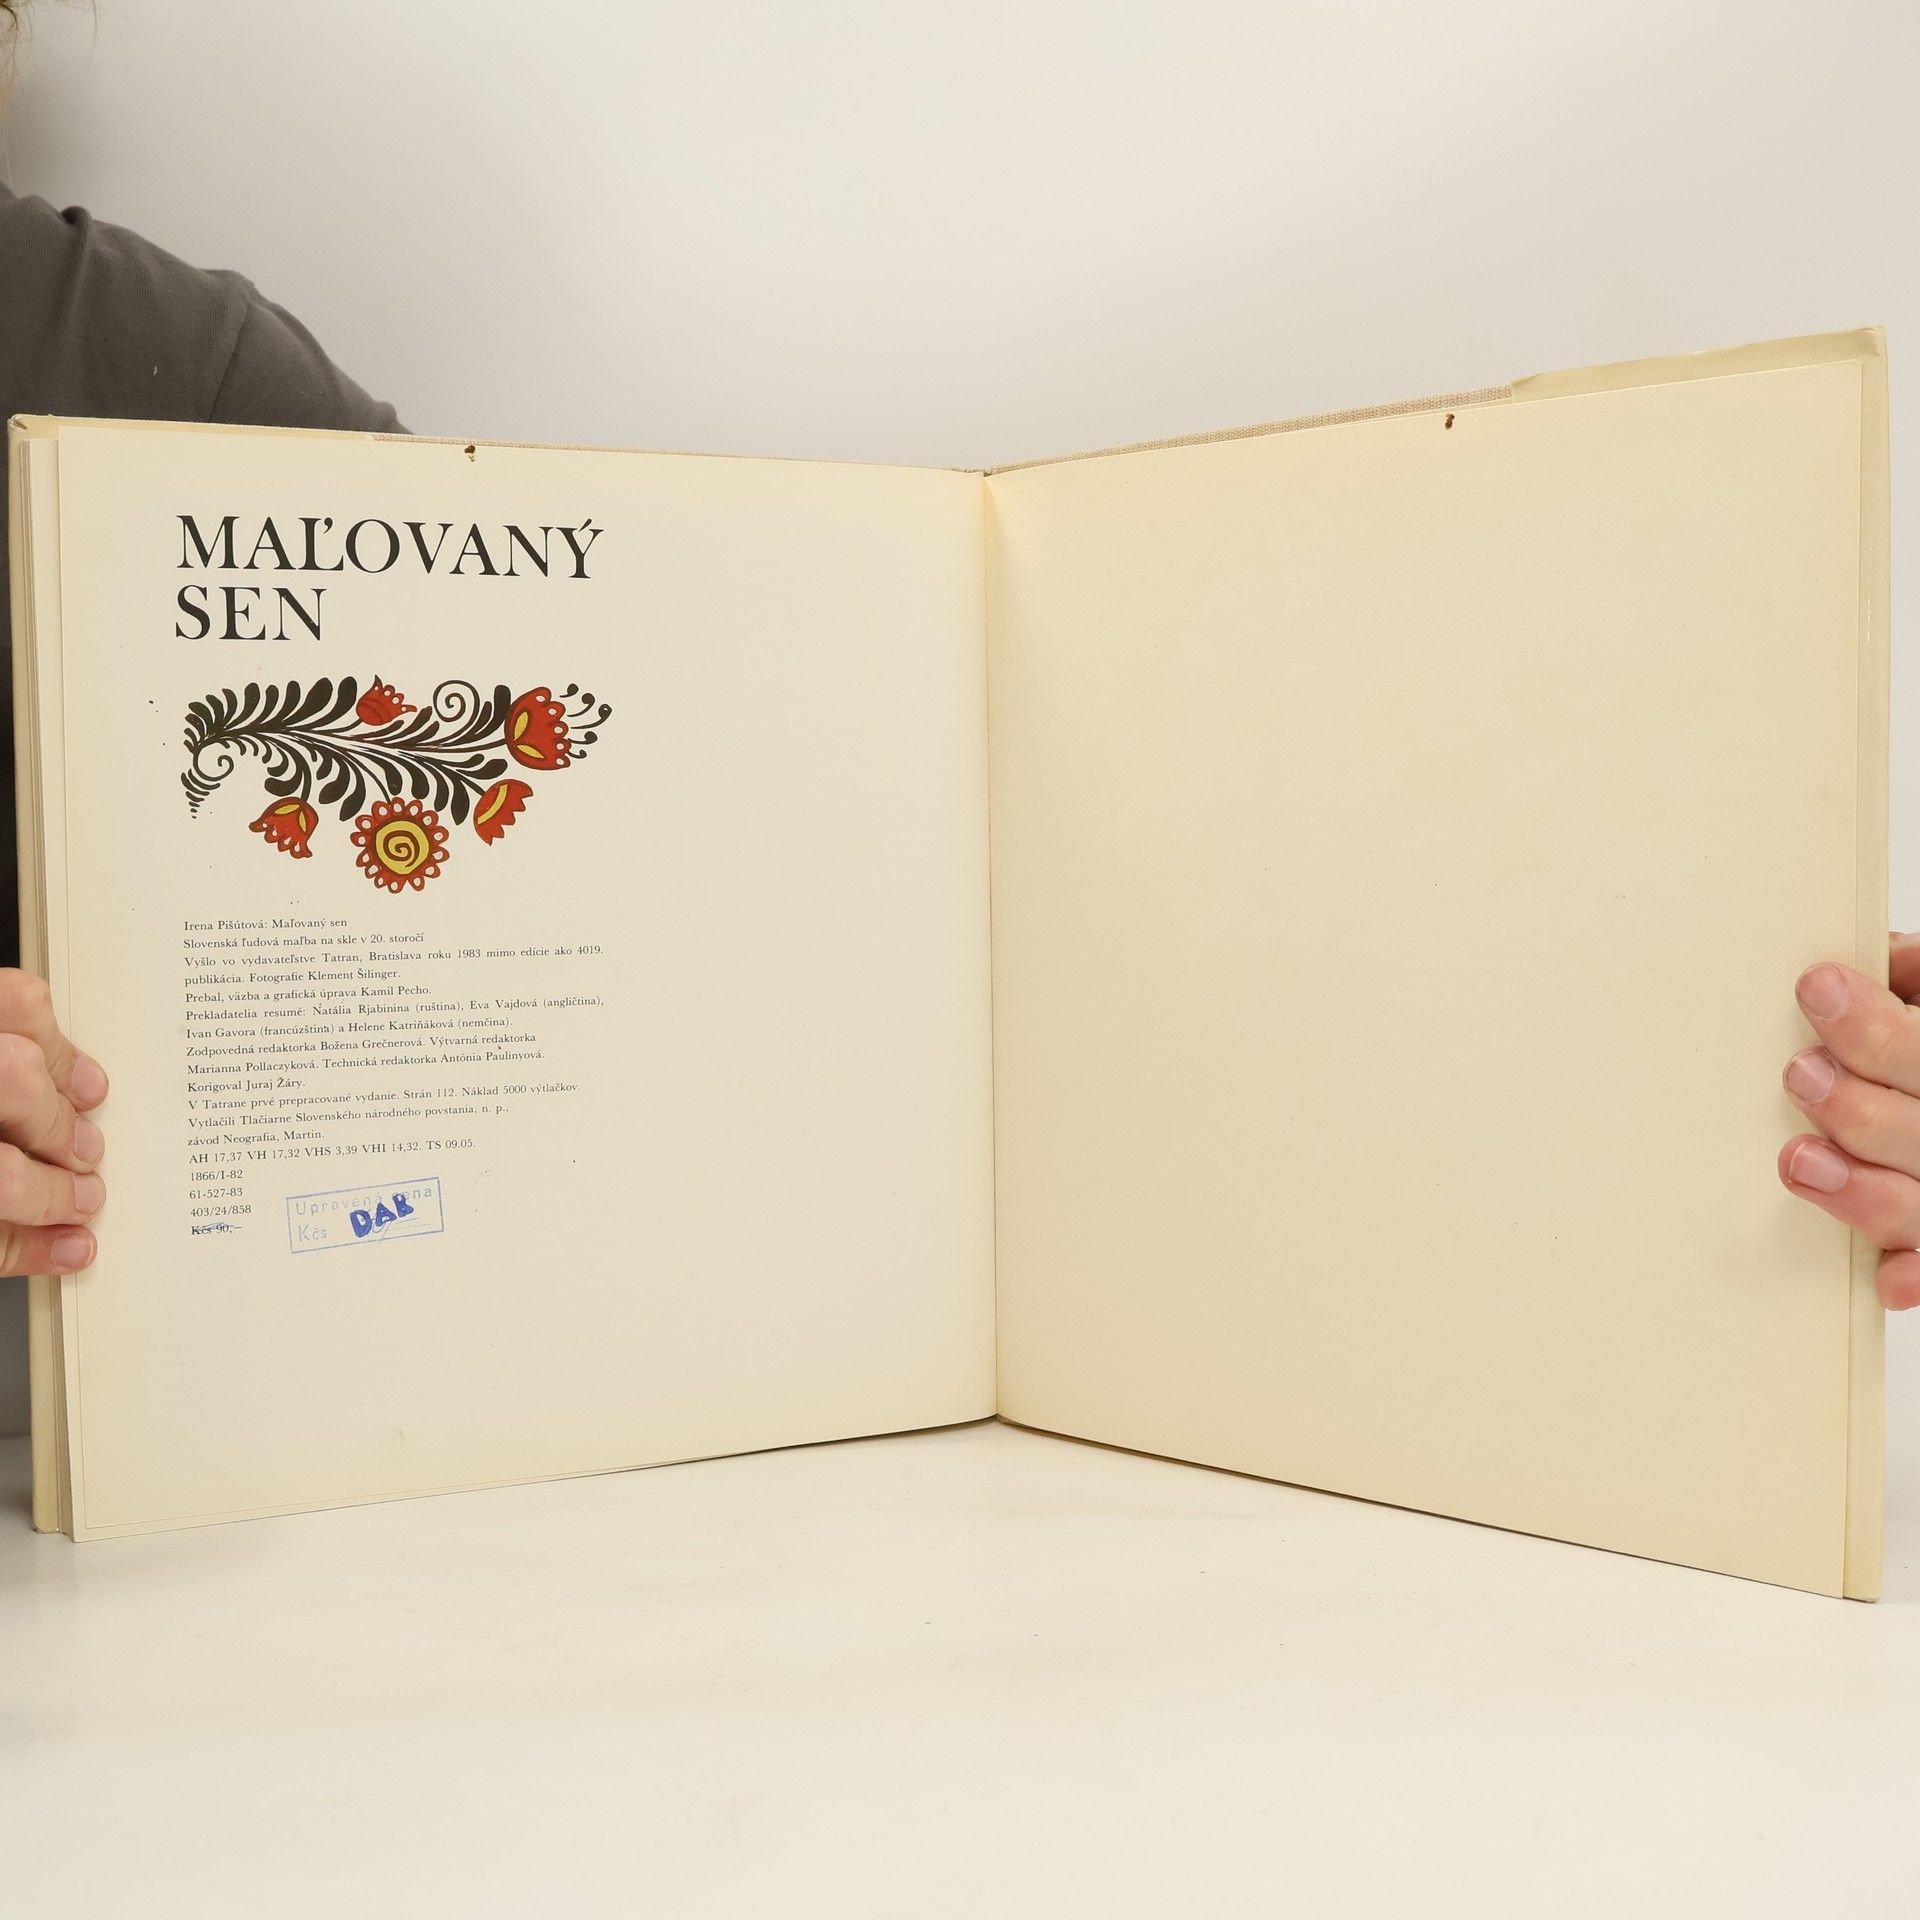 MAĽOVANÝ
SEN
Irena Pišútová: Maľovaný sen
Slovenská ľudová maľba na skle v 20. storočí
Vyšlo vo vydavateľstve Tatran, Bratislava roku 1983 mimo edície ako 4019.
publikácia. Fotografie Klement Šilinger.
Prebal, väzba a grafická úprava Kamil Pecho.
Prekladatelia resumé: Natália Rjabinina (ruština), Eva Vajdová (angličtina),
Ivan Gavora (francúzština) a Helene Katriňáková (nemčina).
Zodpovedná redaktorka Božena Grečnerová. Výtvarná redaktorka
Marianna Pollaczyková. Technická redaktorka Antónia Paulinyová.
Korigoval Juraj Žáry.
V Tatrane prvé prepracované vydanie. Strán 112. Náklad 5000 výtlačkov.
Vytlačili Tlačiarne Slovenského národného povstania, n. p.,
závod Neografia, Martin.
AH 17,37 VH 17,32 VHS 3,39 VHI 14,32. TS 09.05.
1866/I-82
61-527-83
403/24/858
Kčs 90,–
Upravená cena
Kčs DAR